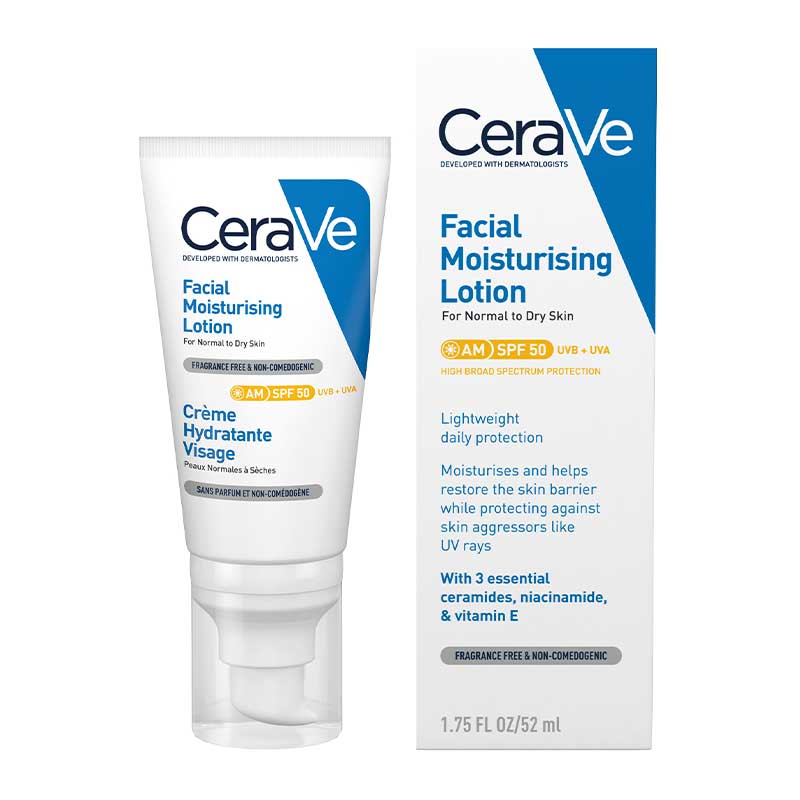 CeraVe
DEVELOPED WITH DERMATOLOGISTS
Facial
Moisturising
Lotion
For Normal to Dry Skin
FRAGRANCE FREE & NON-COMEDOGENIC
AM SPF 50 UVB + UVA
Crème
Hydratante
Visage
Peaux Normales à Sèches
SANS PARFUM ET NON-COMÉDOGÈNE
CeraVe
DEVELOPED WITH DERMATOLOGISTS
Facial
Moisturising
Lotion
For Normal to Dry Skin
AM SPF 50 UVB + UVA
HIGH BROAD SPECTRUM PROTECTION
Lightweight
daily protection
Moisturises and helps
restore the skin barrier
while protecting against
skin aggressors like
UV rays
With 3 essential
ceramides, niacinamide,
& vitamin E
FRAGRANCE FREE & NON-COMEDOGENIC
1.75 FL OZ/52 ml